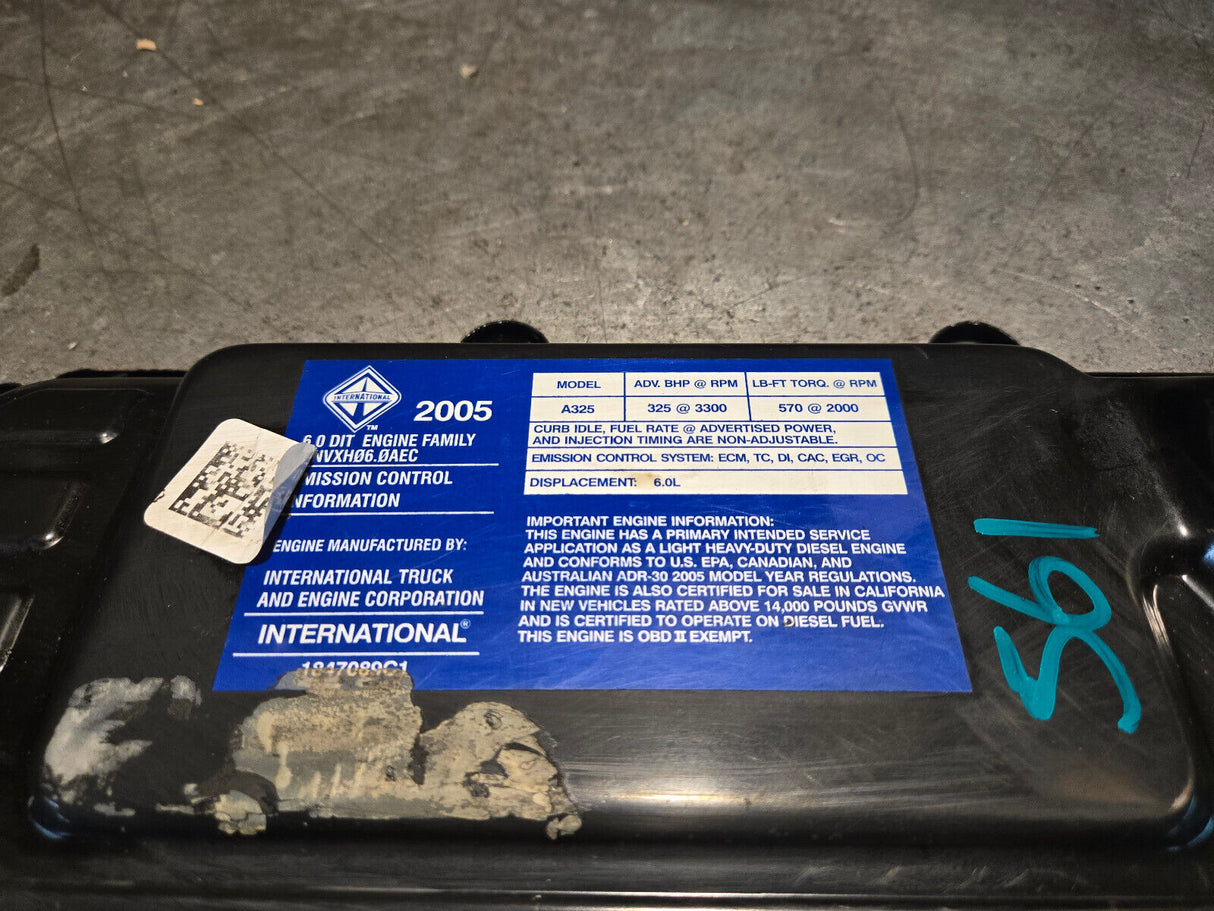 INTERNATIONAL
TM
2005
6.0 DIT ENGINE FAMILY
NVXHØ6.ØAEC
MISSION CONTROL
NFORMATION
ENGINE MANUFACTURED BY:
INTERNATIONAL TRUCK
AND ENGINE CORPORATION
INTERNATIONAL®
1847089C1
MODEL ADV. BHP @ RPM LB-FT TORQ. @ RPM
A325 325 @ 3300 570 @ 2000
CURB IDLE, FUEL RATE @ ADVERTISED POWER,
AND INJECTION TIMING ARE NON-ADJUSTABLE.
EMISSION CONTROL SYSTEM: ECM, TC, DI, CAC, EGR, OC
DISPLACEMENT: 6.0L
IMPORTANT ENGINE INFORMATION:
THIS ENGINE HAS A PRIMARY INTENDED SERVICE
APPLICATION AS A LIGHT HEAVY-DUTY DIESEL ENGINE
AND CONFORMS TO U.S. EPA, CANADIAN, AND
AUSTRALIAN ADR-30 2005 MODEL YEAR REGULATIONS.
THE ENGINE IS ALSO CERTIFIED FOR SALE IN CALIFORNIA
IN NEW VEHICLES RATED ABOVE 14,000 POUNDS GVWR
AND IS CERTIFIED TO OPERATE ON DIESEL FUEL.
THIS ENGINE IS OBD II EXEMPT.
561